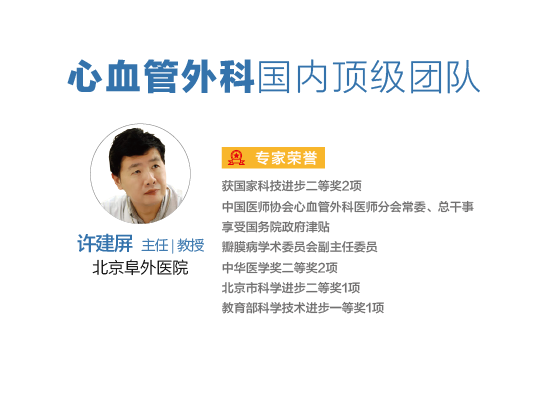 心血管外科国内顶级团队
专家荣誉
获国家科技进步二等奖2项
中国医师协会心血管外科医师分会常委、总干事
享受国务院政府津贴
瓣膜病学术委员会副主任委员
中华医学奖二等奖2项
北京市科学进步二等奖1项
教育部科学技术进步一等奖1项
许建屏 主任|教授
北京阜外医院